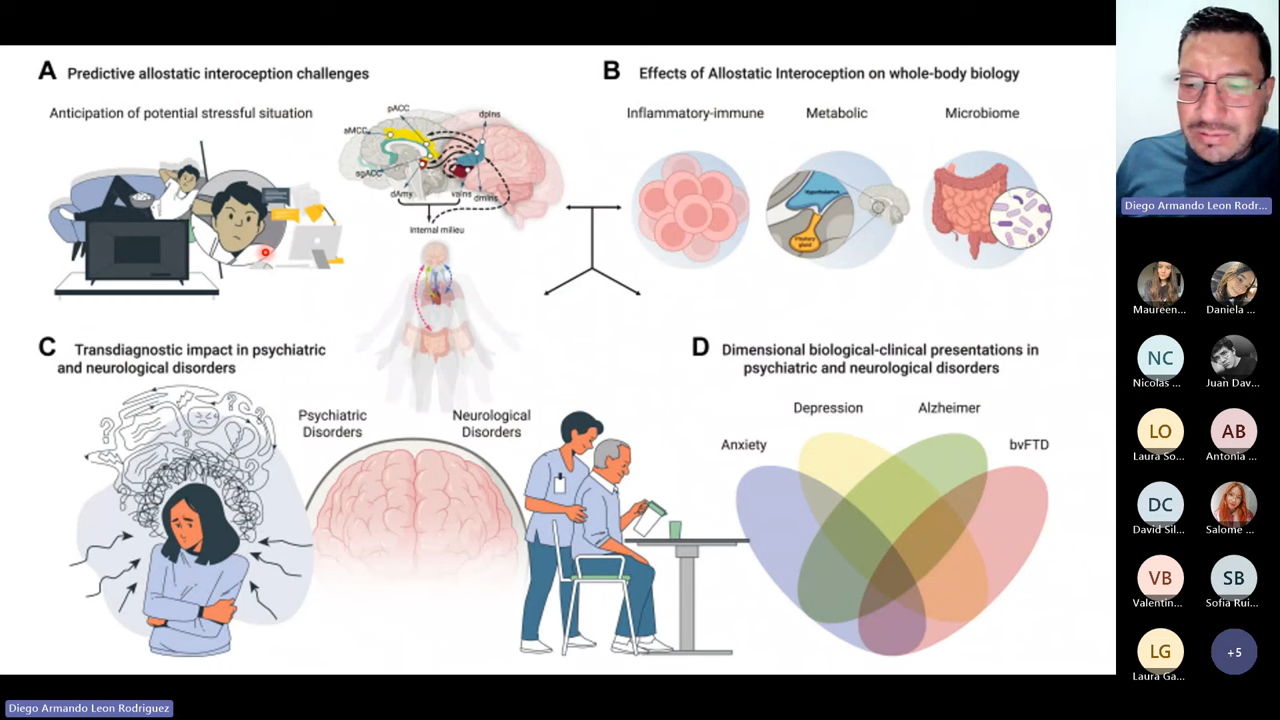 A Predictive allostatic interoception challenges
Anticipation of potential stressful situation
pACC
aMCC
dpIns
sgACC
dAmy
vaIns
dmIns
Internal milieu
B Effects of Allostatic Interoception on whole-body biology
Inflammatory-immune
Metabolic
Microbiome
Hypothalamus
Pituitary
gland
C Transdiagnostic impact in psychiatric
and neurological disorders
Psychiatric
Disorders
Neurological
Disorders
D Dimensional biological-clinical presentations in
psychiatric and neurological disorders
Depression
Alzheimer
Anxiety
bvFTD
Diego Armando Leon Rodr...
Maureen...
Daniela ...
NC
Nicolas ...
Juan Dav...
LO
Laura So...
AB
Antonia ...
DC
David Sil...
Salome ...
VB
Valentin...
SB
Sofia Rui...
LG
Laura Ga...
+5
Diego Armando Leon Rodriguez